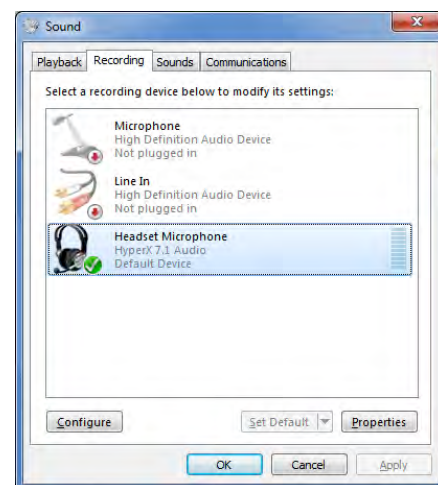 Sound
Playback Recording Sounds Communications
Select a recording device below to modify its settings:
Microphone
High Definition Audio Device
Not plugged in
Line In
High Definition Audio Device
Not plugged in
Headset Microphone
HyperX 7.1 Audio
Default Device
Configure Set Default Properties
OK Cancel Apply